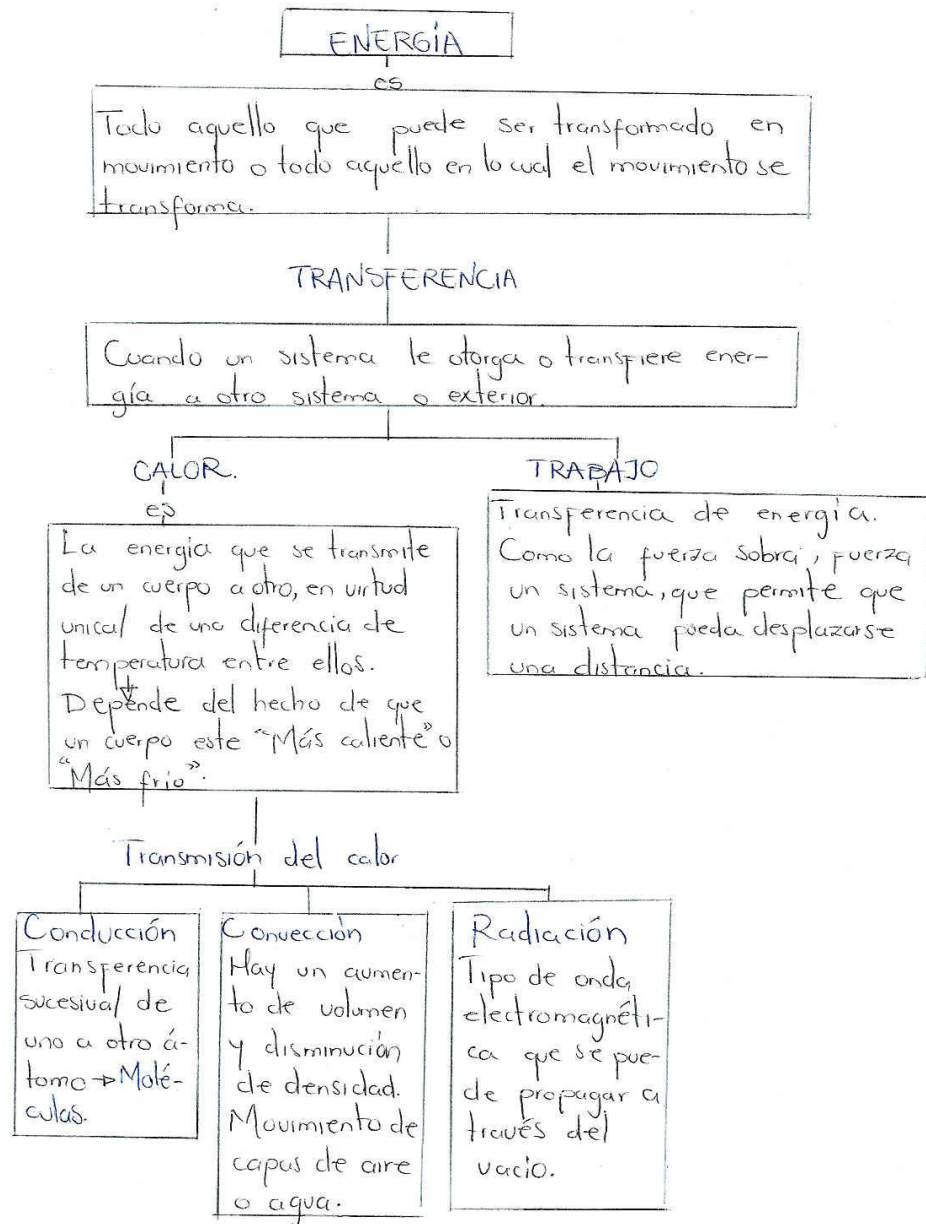 ENERGÍA
es
Todo aquello que puede ser transformado en
movimiento o todo aquello en lo cual el movimiento se
transforma.
TRANSFERENCIA
Cuando un sistema le otorga o transfiere ener-
gía a otro sistema o exterior.
CALOR.
es
La energia que se transmite
de un cuerpo a otro, en virtud
unical de una diferencia de
temperatura entre ellos.
Depende del hecho de que
un cuerpo este "Más caliente" o
"Más frio".
TRABAJO
Transferencia de energía.
Como la fuerza sobra, fuerza
un sistema, que permite que
un sistema pueda desplazarse
una distancia.
Transmisión del calor
Conducción
Transferencia
sucesival de
uno a otro á-
tomo → Molé-
culas.
Convección
Hay un aumen-
to de volumen
y disminución
de densidad.
Movimiento de
capas de aire
o agua.
Radiación
Tipo de onda
electromagnéti-
ca que se pue-
de propagar a
través del
vacio.